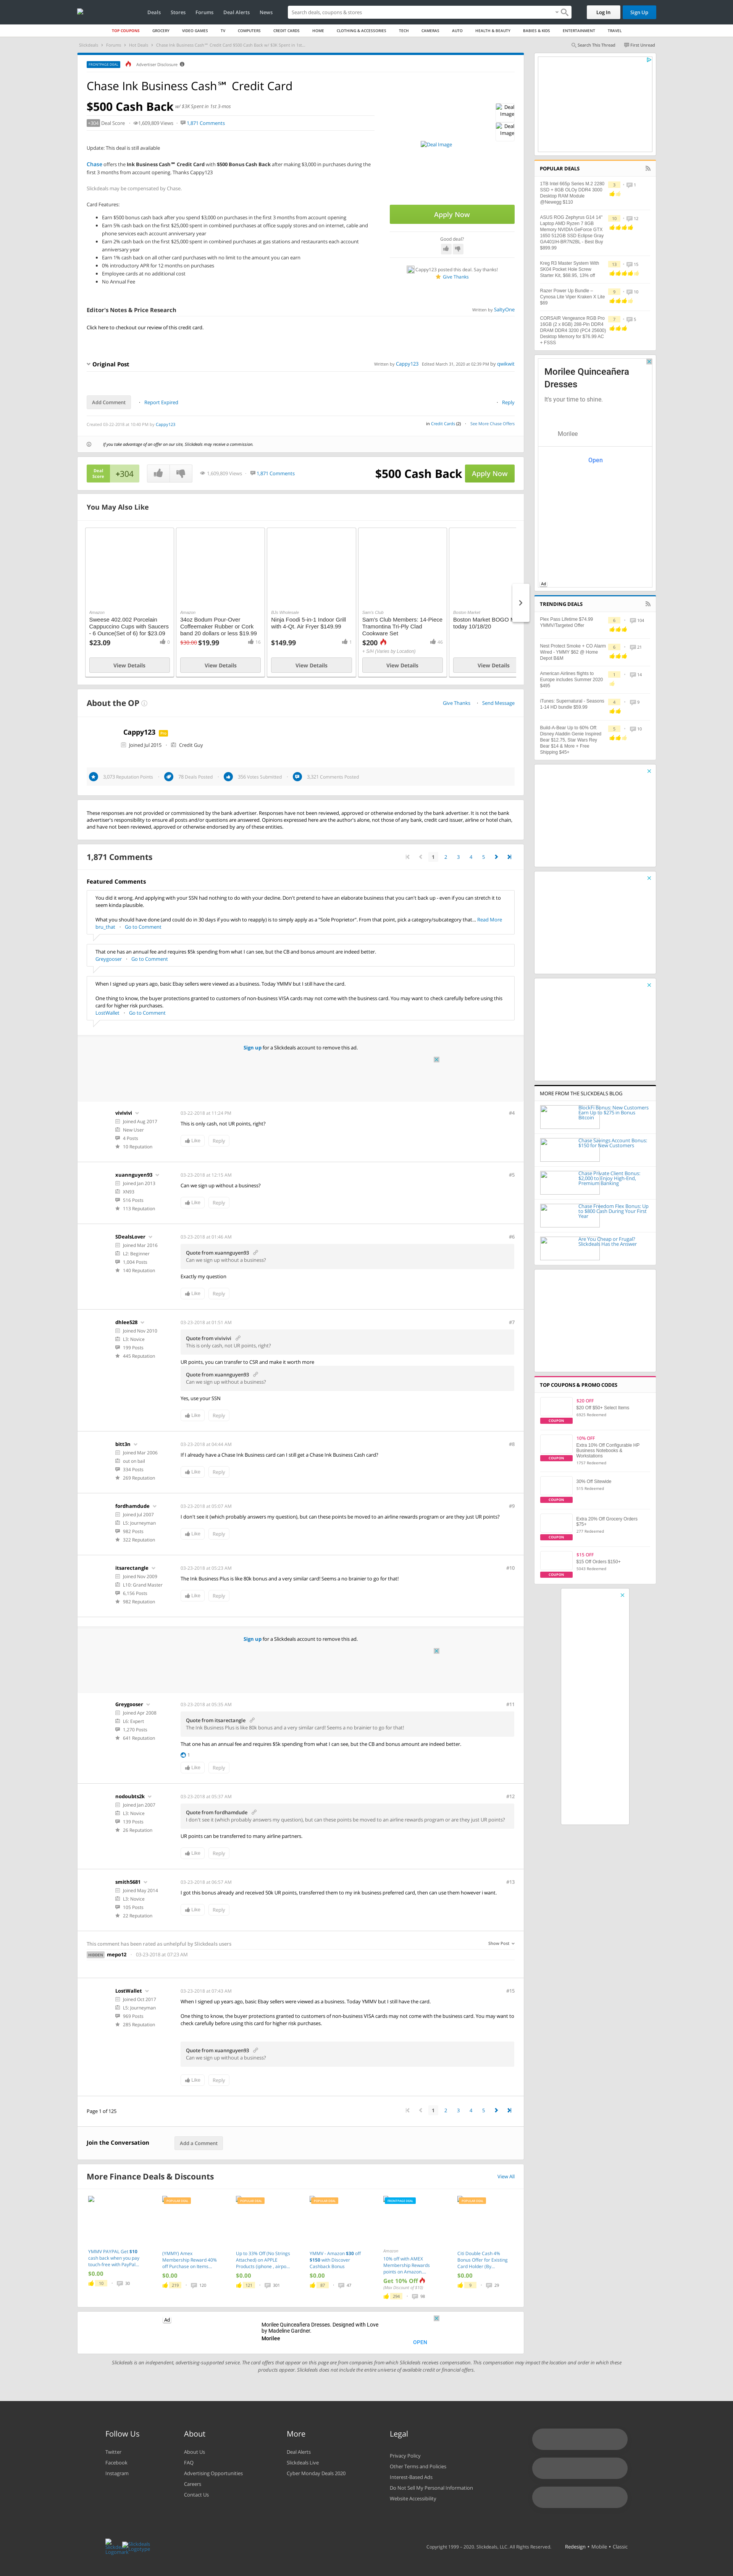 Deals Stores Forums Deal Alerts News
Search deals, coupons & stores
Log In Sign Up
TOP COUPONS GROCERY VIDEO GAMES TV COMPUTERS CREDIT CARDS HOME CLOTHING & ACCESSORIES TECH CAMERAS AUTO HEALTH & BEAUTY BABIES & KIDS ENTERTAINMENT TRAVEL
Search This Thread First Unread
FRONTPAGE DEAL Advertiser Disclosure
Chase Ink Business Cash℠ Credit Card
$500 Cash Back w/ $3K Spent in 1st 3-mos
+304 Deal Score 1,609,809 Views 1,871 Comments
Deal Image
Deal Image
Deal Image
Update: This deal is still available
Chase offers the Ink Business Cash℠ Credit Card with $500 Bonus Cash Back after making $3,000 in purchases during the first 3 months from account opening. Thanks Cappy123
Slickdeals may be compensated by Chase.
Card Features:
Earn $500 bonus cash back after you spend $3,000 on purchases in the first 3 months from account opening
Earn 5% cash back on the first $25,000 spent in combined purchases at office supply stores and on internet, cable and phone services each account anniversary year
Earn 2% cash back on the first $25,000 spent in combined purchases at gas stations and restaurants each account anniversary year
Earn 1% cash back on all other card purchases with no limit to the amount you can earn
0% introductory APR for 12 months on purchases
Employee cards at no additional cost
No Annual Fee
Apply Now
Good deal?
Cappy123 posted this deal. Say thanks!
Give Thanks
Editor's Notes & Price Research Written by SaltyOne
Click here to checkout our review of this credit card.
Original Post Written by Cappy123 Edited March 31, 2020 at 02:39 PM by qwikwit
Add Comment Report Expired Reply
Created 03-22-2018 at 10:40 PM by Cappy123 in Credit Cards (2) See More Chase Offers
If you take advantage of an offer on our site, Slickdeals may receive a commission.
Deal Score +304 1,609,809 Views 1,871 Comments $500 Cash Back Apply Now
You May Also Like
Amazon
Sweese 402.002 Porcelain Cappuccino Cups with Saucers - 6 Ounce(Set of 6) for $23.09
$23.09
View Details
Amazon
34oz Bodum Pour-Over Coffeemaker Rubber or Cork band 20 dollars or less $19.99
$30.00 $19.99
View Details
BJs Wholesale
Ninja Foodi 5-in-1 Indoor Grill with 4-Qt. Air Fryer $149.99
$149.99
View Details
Sam's Club
Sam's Club Members: 14-Piece Tramontina Tri-Ply Clad Cookware Set
$200
+ S/H (Varies by Location)
View Details
Boston Market
Boston Market BOGO
today 10/18/20
View Details
About the OP Give Thanks Send Message
Cappy123
Joined Jul 2015 Credit Guy
3,073 Reputation Points 78 Deals Posted 356 Votes Submitted 3,321 Comments Posted
These responses are not provided or commissioned by the bank advertiser. Responses have not been reviewed, approved or otherwise endorsed by the bank advertiser. It is not the bank advertiser's responsibility to ensure all posts and/or questions are answered. Opinions expressed here are the author's alone, not those of any bank, credit card issuer, airline or hotel chain, and have not been reviewed, approved or otherwise endorsed by any of these entities.
1,871 Comments 1 2 3 4 5
Featured Comments
You did it wrong. And applying with your SSN had nothing to do with your decline. Don't pretend to have an elaborate business that you can't back up - even if you can stretch it to seem kinda plausible.
What you should have done (and could do in 30 days if you wish to reapply) is to simply apply as a "Sole Proprietor". From that point, pick a category/subcategory that... Read More
bru_that Go to Comment
That one has an annual fee and requires $5k spending from what I can see, but the CB and bonus amount are indeed better.
Greygooser Go to Comment
When I signed up years ago, basic Ebay sellers were viewed as a business. Today YMMV but I still have the card.
One thing to know, the buyer protections granted to customers of non-business VISA cards may not come with the business card. You may want to check carefully before using this card for higher risk purchases.
LostWallet Go to Comment
Sign up for a Slickdeals account to remove this ad.
vivivivi 03-22-2018 at 11:24 PM #4
Joined Aug 2017
New User
4 Posts
10 Reputation
This is only cash, not UR points, right?
Like Reply
xuannguyen93 03-23-2018 at 12:15 AM #5
Joined Jan 2013
XN93
516 Posts
113 Reputation
Can we sign up without a business?
Like Reply
SDealsLover 03-23-2018 at 01:46 AM #6
Joined Mar 2016
L2: Beginner
1,004 Posts
140 Reputation
Quote from xuannguyen93
Can we sign up without a business?
Exactly my question
Like Reply
dhlee528 03-23-2018 at 01:51 AM #7
Joined Nov 2015
L3: Novice
199 Posts
445 Reputation
Quote from vivivivi
This is only cash, not UR points, right?
UR points, you can transfer to CSR and make it worth more
Quote from xuannguyen93
Can we sign up without a business?
Yes, use your SSN
Like Reply
bitt3n 03-23-2018 at 04:44 AM #8
Joined Mar 2006
out on bail
334 Posts
269 Reputation
If I already have a Chase Ink Business card can I still get a Chase Ink Business Cash card?
Like Reply
fordhamdude 03-23-2018 at 05:07 AM #9
Joined Jul 2007
L5: Journeyman
982 Posts
322 Reputation
I don't see it (which probably answers my question), but can these points be moved to an airline rewards program or are they just UR points?
Like Reply
itsarectangle 03-23-2018 at 05:23 AM #10
Joined Nov 2009
L10: Grand Master
6,156 Posts
982 Reputation
The Ink Business Plus is like 80k bonus and a very similar card! Seems a no brainier to go for that!
Like Reply
Sign up for a Slickdeals account to remove this ad.
Greygooser 03-23-2018 at 05:35 AM #11
Joined Apr 2008
L6: Expert
1,270 Posts
641 Reputation
Quote from itsarectangle
The Ink Business Plus is like 80k bonus and a very similar card! Seems a no brainier to go for that!
That one has an annual fee and requires $5k spending from what I can see, but the CB and bonus amount are indeed better.
1
Like Reply
nodoubts2k 03-23-2018 at 05:37 AM #12
Joined Jan 2007
L3: Novice
139 Posts
26 Reputation
Quote from fordhamdude
I don't see it (which probably answers my question), but can these points be moved to an airline rewards program or are they just UR points?
UR points can be transferred to many airline partners.
Like Reply
smith5681 03-23-2018 at 06:57 AM #13
Joined May 2014
L3: Novice
105 Posts
22 Reputation
I got this bonus already and received 50k UR points, transferred them to my ink business preferred card, then can use them however i want.
Like Reply
This comment has been rated as unhelpful by Slickdeals users Show Post
HIDDEN mepo12 03-23-2018 at 07:23 AM
LostWallet 03-23-2018 at 07:43 AM #15
Joined Oct 2017
L5: Journeyman
969 Posts
285 Reputation
When I signed up years ago, basic Ebay sellers were viewed as a business. Today YMMV but I still have the card.
One thing to know, the buyer protections granted to customers of non-business VISA cards may not come with the business card. You may want to check carefully before using this card for higher risk purchases.
Quote from xuannguyen93
Can we sign up without a business?
Like Reply
Page 1 of 125 1 2 3 4 5
Join the Conversation Add a Comment
More Finance Deals & Discounts View All
YMMV PAYPAL Get $10 cash back when you pay touch-free with PayPal...
$0.00
(YMMV) Amex Membership Reward 40% off Purchase on Items...
$0.00
Up to 33% Off (No Strings Attached) on APPLE Products (iphone , airpo...
$0.00
YMMV - Amazon $30 off $150 with Discover Cashback Bonus
$0.00
Amazon
10% off with AMEX Membership Rewards points on Amazon...
Get 10% Off
(Max Discount of $10)
Citi Double Cash 4% Bonus Offer for Existing Card Holder (By...
$0.00
Ad
Morilee Quinceañera Dresses. Designed with Love by Madeline Gardner.
Morilee
OPEN
Slickdeals is an independent, advertising-supported service. The card offers that appear on this page are from companies from which Slickdeals receives compensation. This compensation may impact the location and order in which these products appear. Slickdeals does not include the entire universe of available credit or financial offers.
POPULAR DEALS
1TB Intel 665p Series M.2 2280 SSD + 8GB OLOy DDR4 3000 Desktop RAM Module @Newegg $110
ASUS ROG Zephyrus G14 14" Laptop AMD Ryzen 7 8GB Memory NVIDIA GeForce GTX 1650 512GB SSD Eclipse Gray GA401IH-BR7N2BL - Best Buy $999.99
Kreg R3 Master System With SK04 Pocket Hole Screw Starter Kit, $68.95, 13% off
Razer Power Up Bundle – Cynosa Lite Viper Kraken X Lite $69
CORSAIR Vengeance RGB Pro 16GB (2 x 8GB) 288-Pin DDR4 DRAM DDR4 3200 (PC4 25600) Desktop Memory for $76.99 AC + FSSS
Morilee Quinceañera Dresses
It's your time to shine.
Morilee
Open
Ad
TRENDING DEALS
Plex Pass Lifetime $74.99 YMMV/Targeted Offer
Nest Protect Smoke + CO Alarm Wired - YMMV $62 @ Home Depot B&M
American Airlines flights to Europe includes Summer 2020 $495
iTunes: Supernatural - Seasons 1-14 HD bundle $59.99
Build-A-Bear Up to 60% Off: Disney Aladdin Genie Inspired Bear $12.75, Star Wars Rey Bear $14 & More + Free Shipping $45+
MORE FROM THE SLICKDEALS BLOG
BlockFi Bonus: New Customers Earn Up to $275 in Bonus Bitcoin
Chase Savings Account Bonus: $150 for New Customers
Chase Private Client Bonus: $2,000 to Enjoy High-End, Premium Banking
Chase Freedom Flex Bonus: Up to $800 Cash During Your First Year
Are You Cheap or Frugal? Slickdeals Has the Answer
TOP COUPONS & PROMO CODES
$20 OFF
$20 Off $50+ Select Items
COUPON
10% OFF
Extra 10% Off Configurable HP Business Notebooks & Workstations
1757 Redeemed
COUPON
30% Off Sitewide
515 Redeemed
COUPON
Extra 20% Off Grocery Orders $75+
277 Redeemed
COUPON
$15 OFF
$15 Off Orders $150+
COUPON
Follow Us
Twitter
Facebook
Instagram
About
About Us
FAQ
Advertising Opportunities
Careers
Contact Us
More
Deal Alerts
Slickdeals Live
Cyber Monday Deals 2020
Legal
Privacy Policy
Other Terms and Policies
Interest-Based Ads
Do Not Sell My Personal Information
Website Accessibility
Copyright 1999 – 2020. Slickdeals, LLC. All Rights Reserved. Redesign • Mobile • Classic